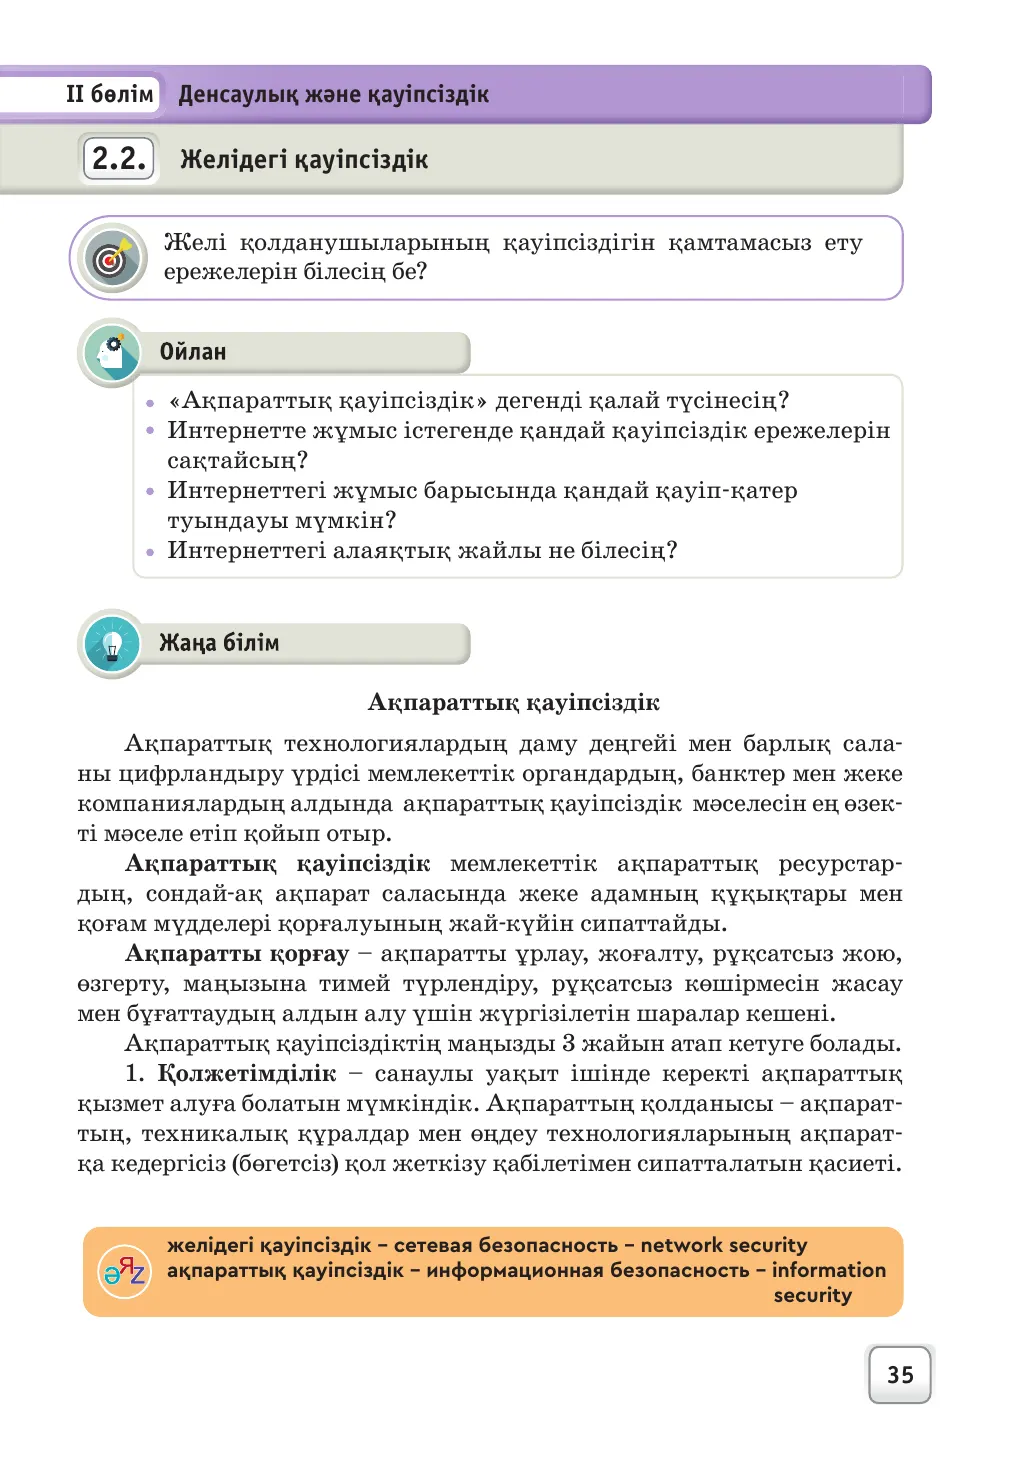 II бөлім Денсаулық және қауіпсіздік
2.2. Желідегі қауіпсіздік
Желі қолданушыларының қауіпсіздігін қамтамасыз ету
ережелерін білесің бе?
Ойлан
• «Ақпараттық қауіпсіздік» дегенді қалай түсінесің?
• Интернетте жұмыс істегенде қандай қауіпсіздік ережелерін
сақтайсың?
• Интернеттегі жұмыс барысында қандай қауіп-қатер
туындауы мүмкін?
• Интернеттегі алаяқтық жайлы не білесің?
Жаңа білім
Ақпараттық қауіпсіздік
Ақпараттық технологиялардың даму деңгейі мен барлық сала-
ны цифрландыру үрдісі мемлекеттік органдардың, банктер мен жеке
компаниялардың алдында ақпараттық қауіпсіздік мәселесін ең өзек-
ті мәселе етіп қойып отыр.
Ақпараттық қауіпсіздік мемлекеттік ақпараттық ресурстар-
дың, сондай-ақ ақпарат саласында жеке адамның құқықтары мен
қоғам мүдделері қорғалуының жай-күйін сипаттайды.
Ақпаратты қорғау – ақпаратты ұрлау, жоғалту, рұқсатсыз жою,
өзгерту, маңызына тимей түрлендіру, рұқсатсыз көшірмесін жасау
мен бұғаттаудың алдын алу үшін жүргізілетін шаралар кешені.
Ақпараттық қауіпсіздіктің маңызды 3 жайын атап кетуге болады.
1. Қолжетімділік – санаулы уақыт ішінде керекті ақпараттық
қызмет алуға болатын мүмкіндік. Ақпараттың қолданысы – ақпарат-
тың, техникалық құралдар мен өңдеу технологияларының ақпарат-
қа кедергісіз (бөгетсіз) қол жеткізу қабілетімен сипатталатын қасиеті.
ӘЯZ
желідегі қауіпсіздік – сетевая безопасность – network security
ақпараттық қауіпсіздік – информационная безопасность – information
security
35